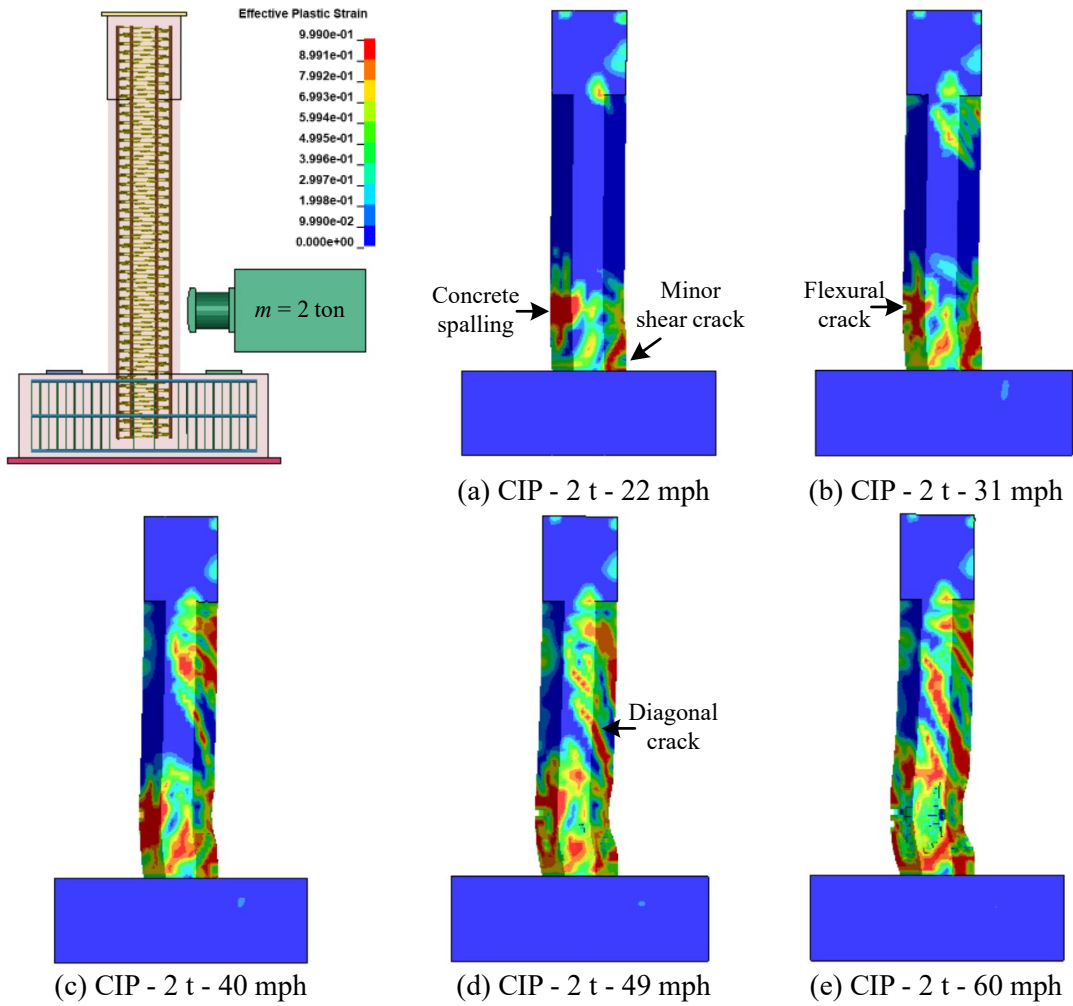 Effective Plastic Strain
9.990e-01
8.991e-01
7.992e-01
6.993e-01
5.994e-01
4.995e-01
3.996e-01
2.997e-01
1.998e-01
9.990e-02
0.000e+00
m = 2 ton
Concrete
spalling
Minor
shear crack
Flexural
crack
(a) CIP - 2 t - 22 mph
(b) CIP - 2 t - 31 mph
Diagonal
crack
(c) CIP - 2 t - 40 mph
(d) CIP - 2 t - 49 mph
(e) CIP - 2 t - 60 mph